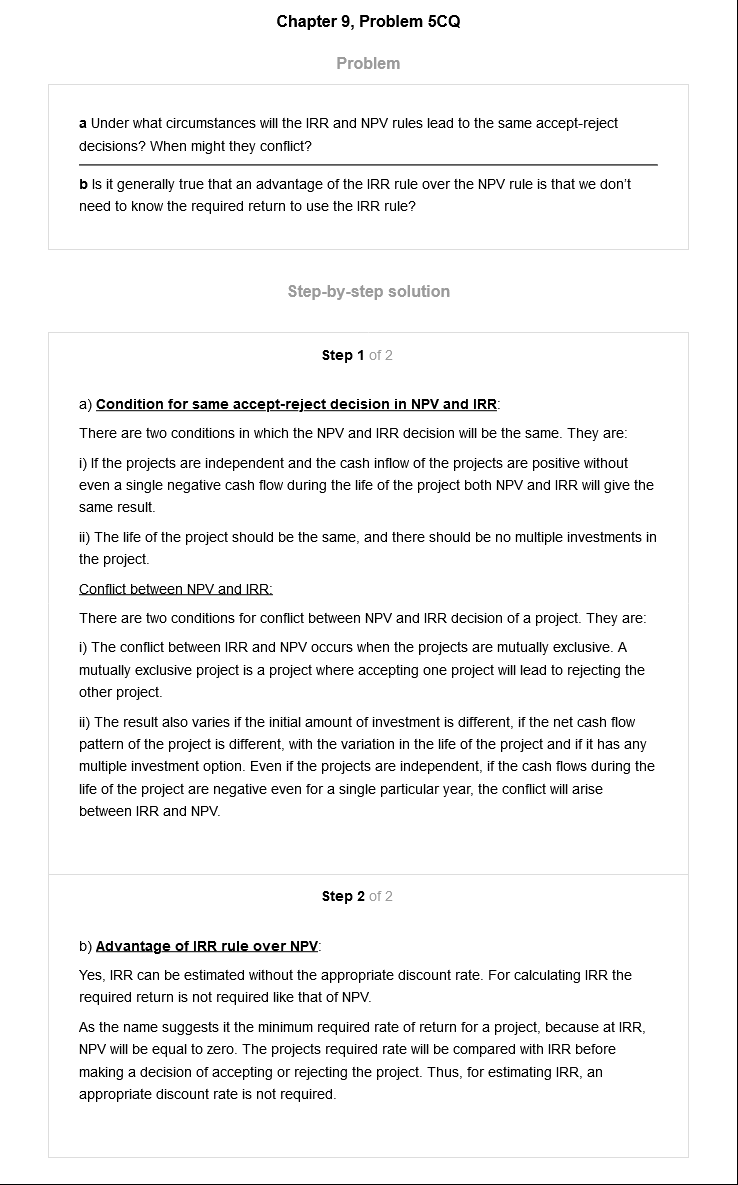 Chapter 9, Problem 5CQ
Problem
a Under what circumstances will the IRR and NPV rules lead to the same accept-reject
decisions? When might they conflict?
b Is it generally true that an advantage of the IRR rule over the NPV rule is that we don't
need to know the required return to use the IRR rule?
Step-by-step solution
Step 1 of 2
a) Condition for same accept-reject decision in NPV and IRR:
There are two conditions in which the NPV and IRR decision will be the same. They are:
i) If the projects are independent and the cash inflow of the projects are positive without
even a single negative cash flow during the life of the project both NPV and IRR will give the
same result.
ii) The life of the project should be the same, and there should be no multiple investments in
the project.
Conflict between NPV and IRR:
There are two conditions for conflict between NPV and IRR decision of a project. They are:
i) The conflict between IRR and NPV occurs when the projects are mutually exclusive. A
mutually exclusive project is a project where accepting one project will lead to rejecting the
other project.
ii) The result also varies if the initial amount of investment is different, if the net cash flow
pattern of the project is different, with the variation in the life of the project and if it has any
multiple investment option. Even if the projects are independent, if the cash flows during the
life of the project are negative even for a single particular year, the conflict will arise
between IRR and NPV.
Step 2 of 2
b) Advantage of IRR rule over NPV:
Yes, IRR can be estimated without the appropriate discount rate. For calculating IRR the
required return is not required like that of NPV.
As the name suggests it the minimum required rate of return for a project, because at IRR,
NPV will be equal to zero. The projects required rate will be compared with IRR before
making a decision of accepting or rejecting the project. Thus, for estimating IRR, an
appropriate discount rate is not required.